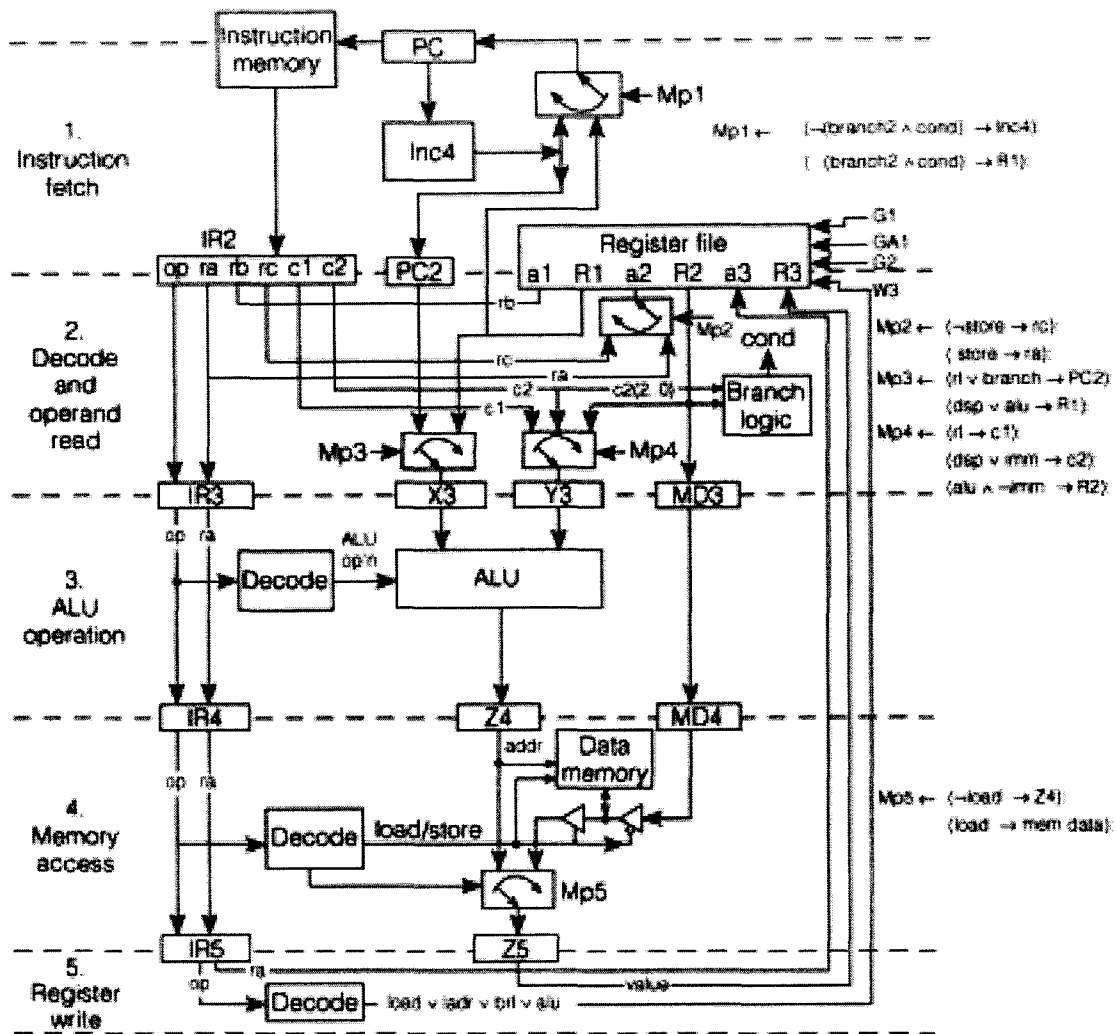 Instruction memory
PC
Mp1
Inc4
1. Instruction fetch
Mp1 ← (¬(branch2 ∧ cond) → Inc4):
( (branch2 ∧ cond) → R1):
IR2
op ra rb rc c1 c2
PC2
Register file
a1 R1 a2 R2 a3 R3
G1
GA1
G2
W3
rb
2. Decode and operand read
Mp2
cond
rc
ra
c2
c2⟨2..0⟩
c1
Branch logic
Mp3
Mp4
Mp2 ← (¬store → rc):
( store → ra):
Mp3 ← (rl ∨ branch → PC2):
(dsp ∨ alu → R1):
Mp4 ← (rl → c1):
(dsp ∨ imm → c2):
(alu ∧ ¬imm → R2):
IR3
X3
Y3
MD3
op
ra
3. ALU operation
Decode
ALU op'n
ALU
IR4
Z4
MD4
op
ra
addr
Data memory
4. Memory access
Decode
load/store
Mp5
Mp5 ← (¬load → Z4):
(load → mem data):
IR5
Z5
5. Register write
op
ra
value
Decode
load ∨ ladr ∨ brl ∨ alu